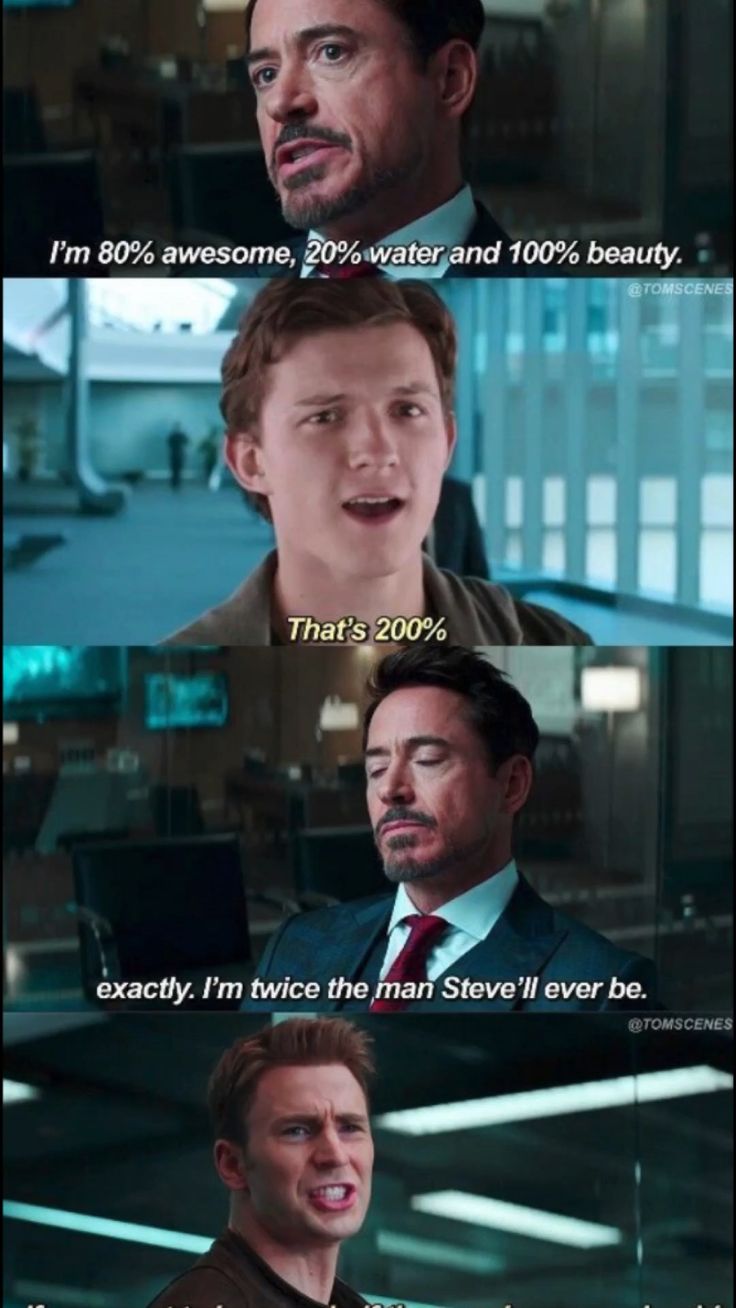 I'm 80% awesome, 20% water and 100% beauty.
@TOMSCENES
That's 200%
exactly. I'm twice the man Steve'll ever be.
@TOMSCENES